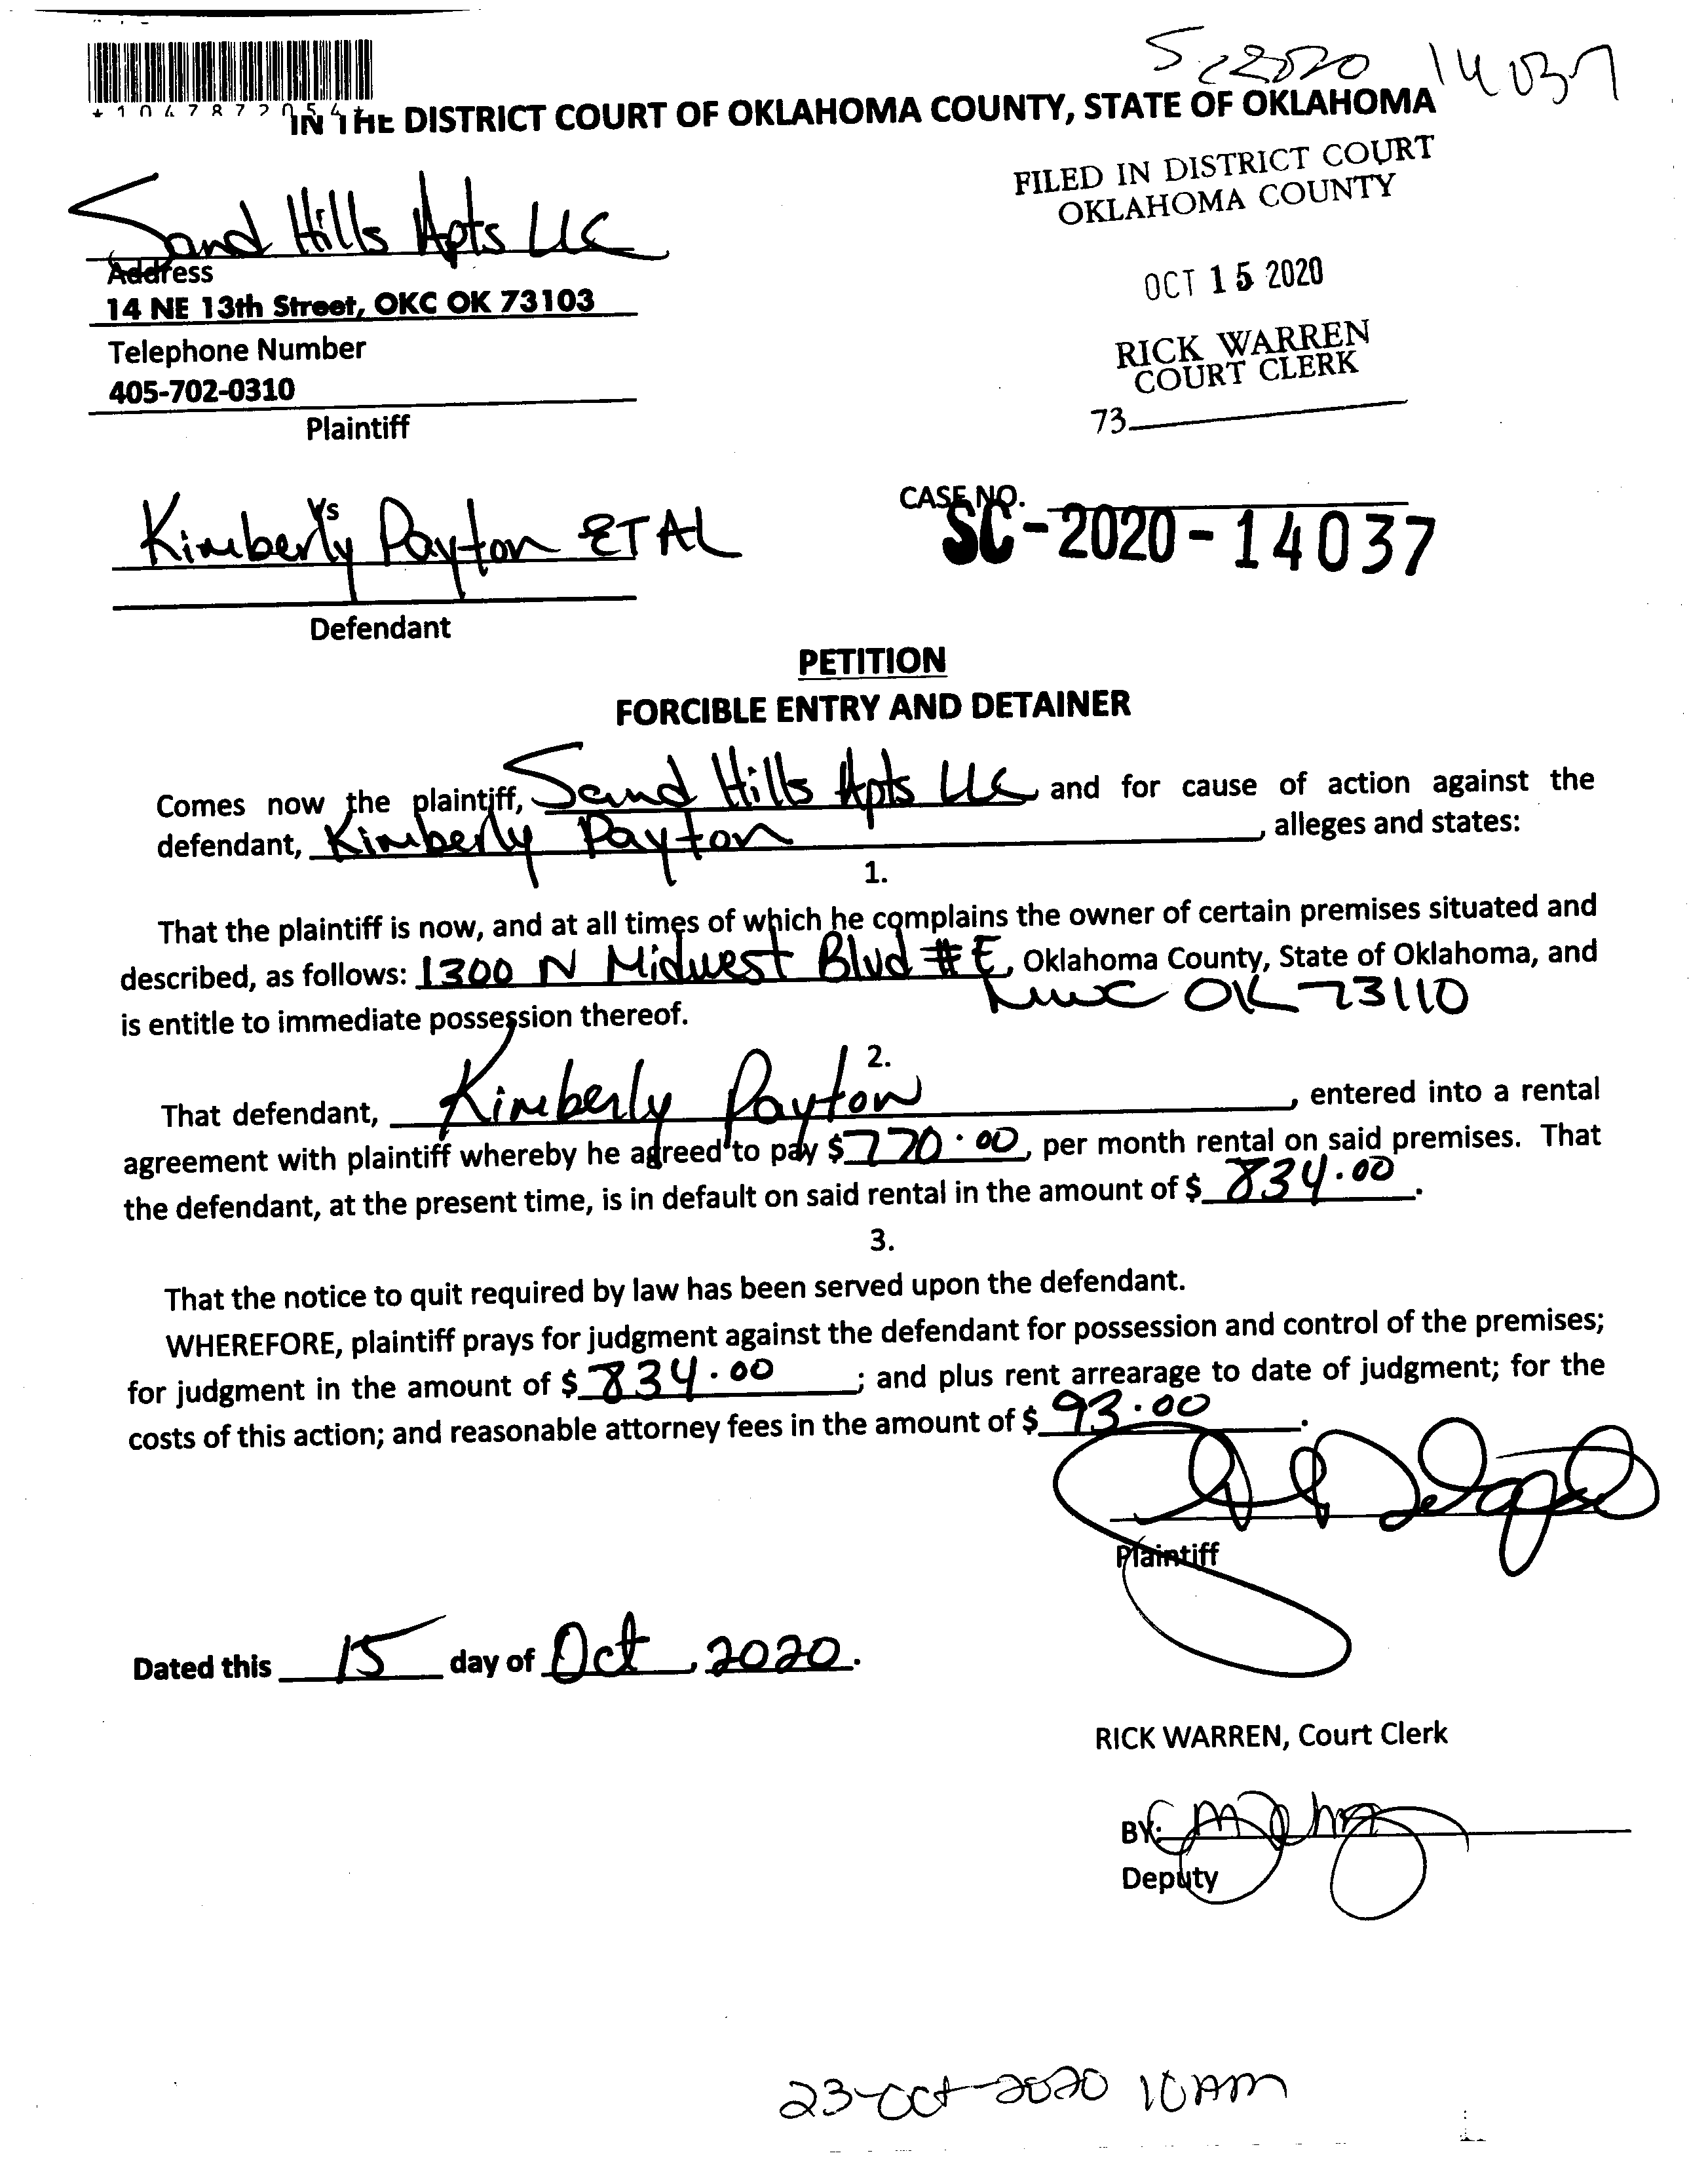 SC2020 14037
*1047872054*
IN THE DISTRICT COURT OF OKLAHOMA COUNTY, STATE OF OKLAHOMA
FILED IN DISTRICT COURT
OKLAHOMA COUNTY
Sand Hills Apts LLC
Address
14 NE 13th Street, OKC OK 73103
OCT 15 2020
Telephone Number
RICK WARREN
COURT CLERK
405-702-0310
73
Plaintiff
Vs
CASE NO.
SC-2020-14037
Kimberly Payton ETAL
Defendant
PETITION
FORCIBLE ENTRY AND DETAINER
Comes now the plaintiff, Sand Hills Apts LLC and for cause of action against the
defendant, Kimberly Payton, alleges and states:
1.
That the plaintiff is now, and at all times of which he complains the owner of certain premises situated and
described, as follows: 1300 N Midwest Blvd #E, Oklahoma County, State of Oklahoma, and
MWC OK 73110
is entitle to immediate possession thereof.
2.
That defendant, Kimberly Payton, entered into a rental
agreement with plaintiff whereby he agreed to pay $770.00, per month rental on said premises. That
the defendant, at the present time, is in default on said rental in the amount of $834.00.
3.
That the notice to quit required by law has been served upon the defendant.
WHEREFORE, plaintiff prays for judgment against the defendant for possession and control of the premises;
for judgment in the amount of $834.00; and plus rent arrearage to date of judgment; for the
costs of this action; and reasonable attorney fees in the amount of $93.00.
Plaintiff
Dated this 15 day of Oct, 2020.
RICK WARREN, Court Clerk
BY:
Deputy
23-Oct-2020 10AM